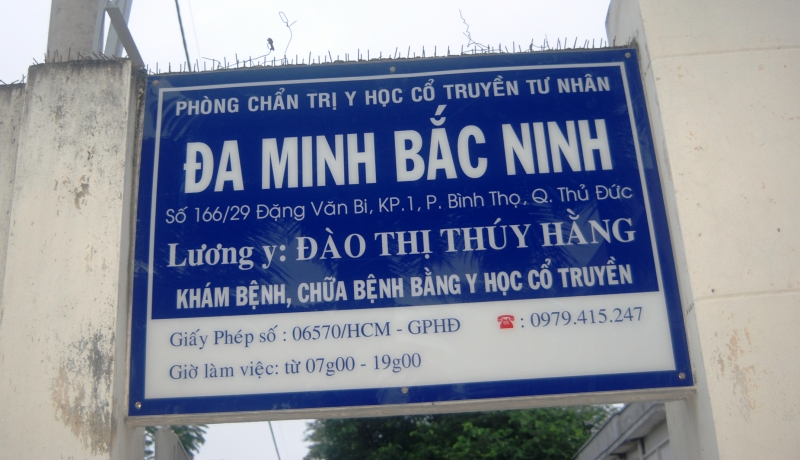 PHÒNG CHẨN TRỊ Y HỌC CỔ TRUYỀN TƯ NHÂN
ĐA MINH BẮC NINH
Số 166/29 Đặng Văn Bi, KP.1, P. Bình Thọ, Q. Thủ Đức
Lương y: ĐÀO THỊ THÚY HẰNG
KHÁM BỆNH, CHỮA BỆNH BẰNG Y HỌC CỔ TRUYỀN
Giấy Phép số : 06570/HCM - GPHĐ ☎ : 0979.415.247
Giờ làm việc: từ 07g00 - 19g00